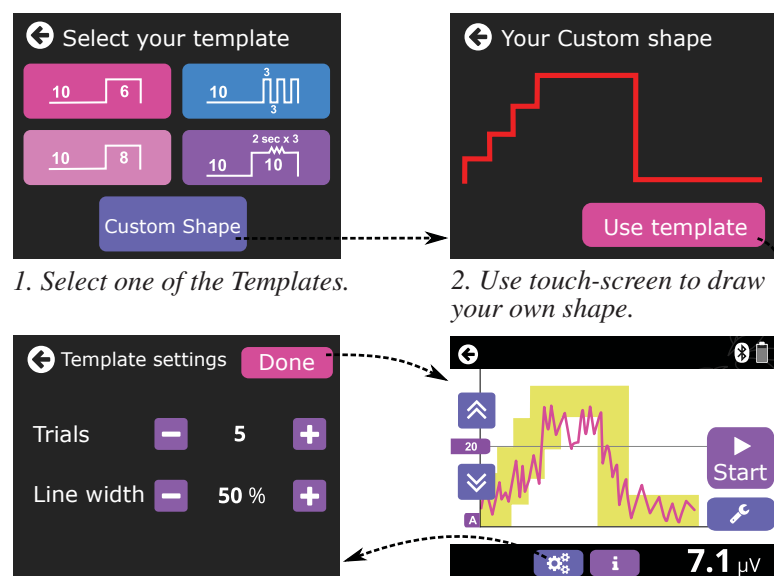 Select your template
10 6
3
10
3
10 8
2 sec x 3
10 10
Custom Shape
1. Select one of the Templates.
Your Custom shape
Use template
2. Use touch-screen to draw
your own shape.
Template settings Done
Trials 5
Line width 50 %
20
Start
A
i
7.1 µV